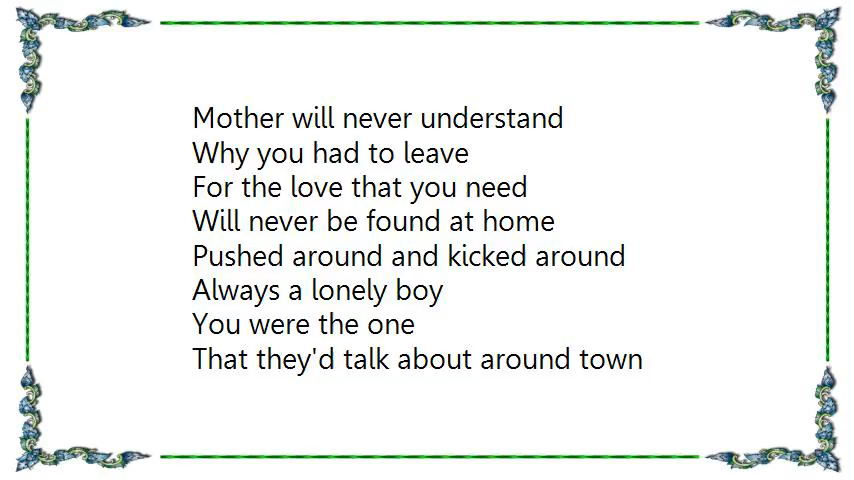 Mother will never understand
Why you had to leave
For the love that you need
Will never be found at home
Pushed around and kicked around
Always a lonely boy
You were the one
That they'd talk about around town